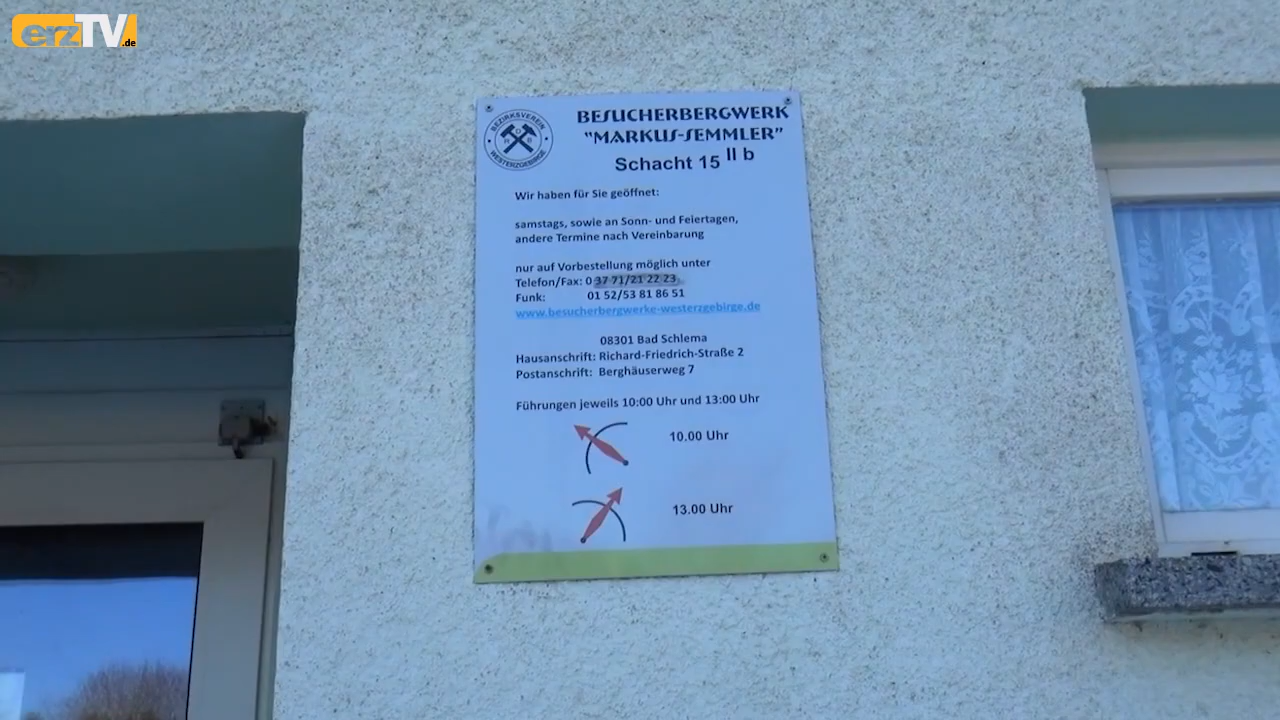 erzTV.de
BEZIRKSVEREIN
WESTERZGEBIRGE
BESUCHERBERGWERK
"MARKUS-SEMMLER"
Schacht 15 II b
Wir haben für Sie geöffnet:
samstags, sowie an Sonn- und Feiertagen,
andere Termine nach Vereinbarung
nur auf Vorbestellung möglich unter
Telefon/Fax: 0 37 71/21 22 23
Funk: 01 52/53 81 86 51
www.besucherbergwerke-westerzgebirge.de
08301 Bad Schlema
Hausanschrift: Richard-Friedrich-Straße 2
Postanschrift: Berghäuserweg 7
Führungen jeweils 10:00 Uhr und 13:00 Uhr
10.00 Uhr
13.00 Uhr